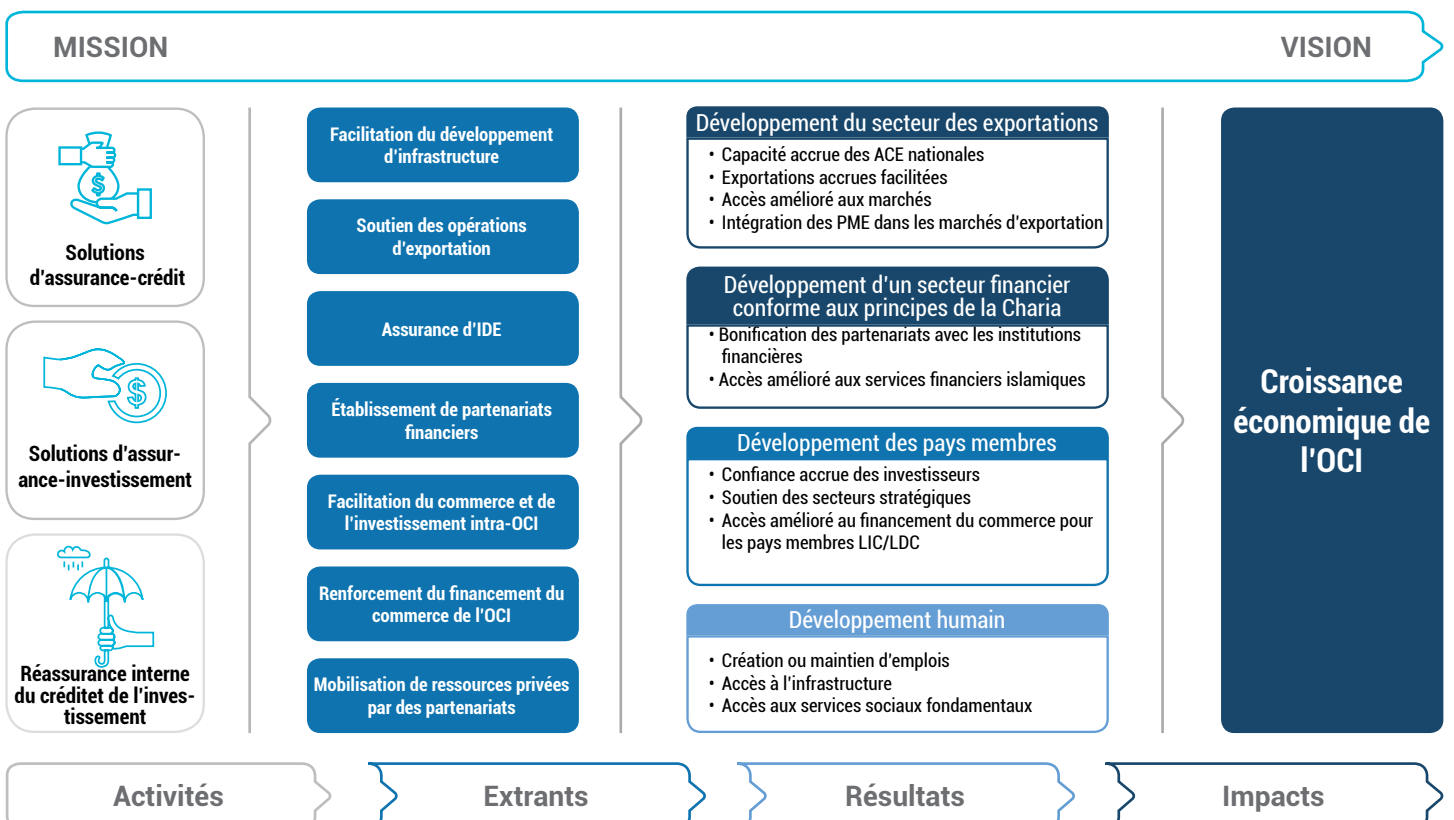 MISSION
VISION
Solutions
d'assurance-crédit
Solutions d'assur-
ance-investissement
Réassurance interne
du créditet de l'inves-
tissement
Facilitation du développement
d'infrastructure
Soutien des opérations
d'exportation
Assurance d'IDE
Établissement de partenariats
financiers
Facilitation du commerce et de
l'investissement intra-OCI
Renforcement du financement du
commerce de l'OCI
Mobilisation de ressources privées
par des partenariats
Développement du secteur des exportations
• Capacité accrue des ACE nationales
• Exportations accrues facilitées
• Accès amélioré aux marchés
• Intégration des PME dans les marchés d'exportation
Développement d'un secteur financier
conforme aux principes de la Charia
• Bonification des partenariats avec les institutions
financières
• Accès amélioré aux services financiers islamiques
Développement des pays membres
• Confiance accrue des investisseurs
• Soutien des secteurs stratégiques
• Accès amélioré au financement du commerce pour
les pays membres LIC/LDC
Développement humain
• Création ou maintien d'emplois
• Accès à l'infrastructure
• Accès aux services sociaux fondamentaux
Croissance
économique de
l'OCI
Activités
Extrants
Résultats
Impacts